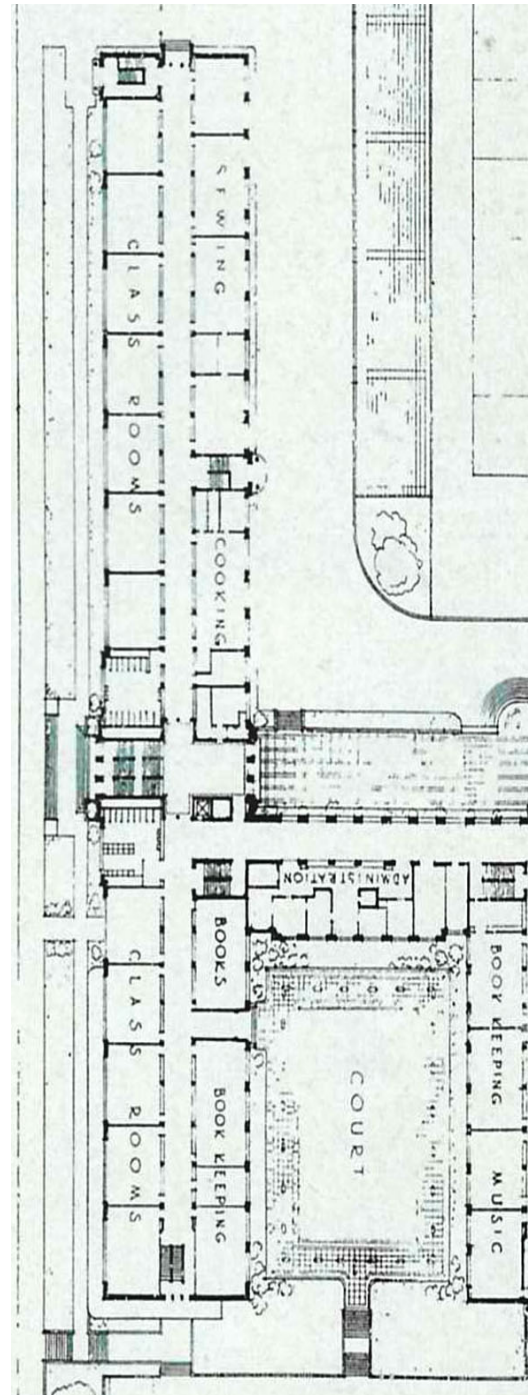 SEWING
CLASS ROOMS
COOKING
ADMINISTRATION
BOOKS
CLASS ROOMS
BOOK KEEPING
COURT
BOOK KEEPING
MUSIC